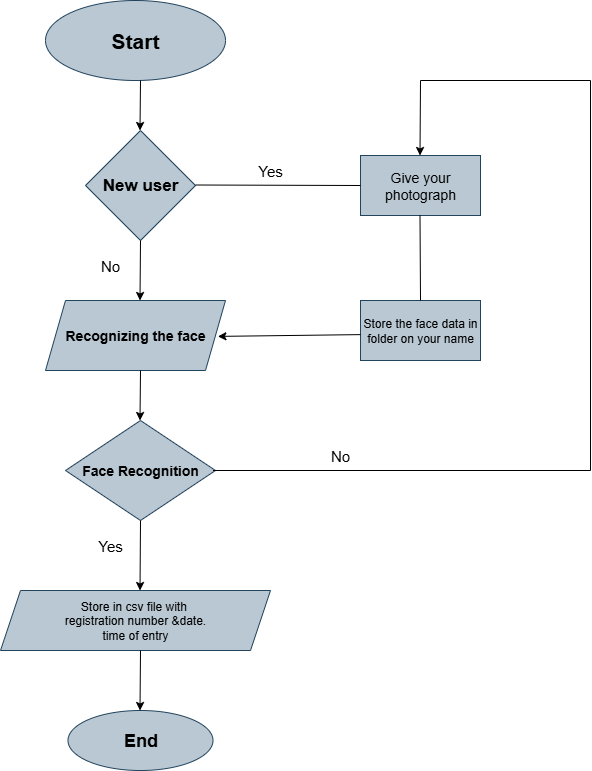 Start
New user
Yes
Give your
photograph
No
Recognizing the face
Store the face data in
folder on your name
Face Recognition
No
Yes
Store in csv file with
registration number &date.
time of entry
End